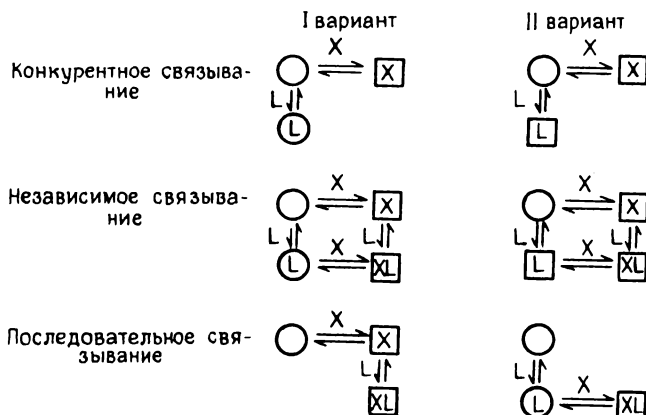 I вариант II вариант
Конкурентное связыва-
ние
X X
X X
L L
L L
Независимое связыва-
ние
X X
X X
L L L L
X X
L XL L XL
Последовательное свя-
зывание
X
X
L L
X
XL L XL